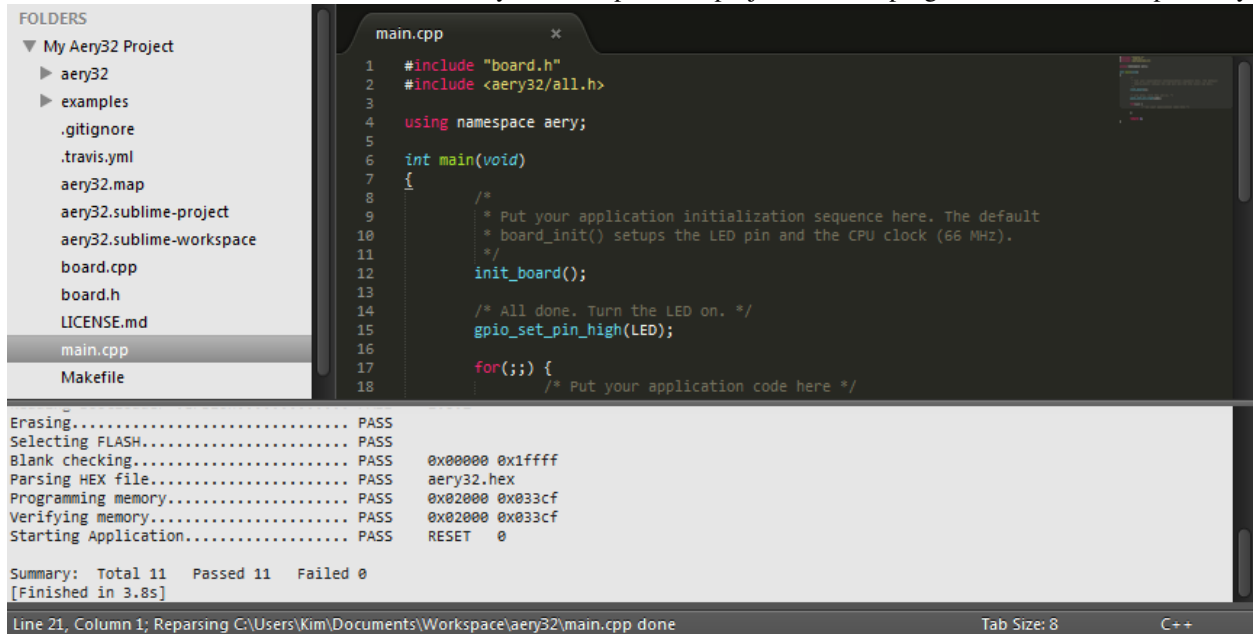 FOLDERS
My Aery32 Project
aery32
examples
.gitignore
.travis.yml
aery32.map
aery32.sublime-project
aery32.sublime-workspace
board.cpp
board.h
LICENSE.md
main.cpp
Makefile
main.cpp ×
1 #include "board.h"
2 #include <aery32/all.h>
3
4 using namespace aery;
5
6 int main(void)
7 {
8 /*
9 * Put your application initialization sequence here. The default
10 * board_init() setups the LED pin and the CPU clock (66 MHz).
11 */
12 init_board();
13
14 /* All done. Turn the LED on. */
15 gpio_set_pin_high(LED);
16
17 for(;;) {
18 /* Put your application code here */
Erasing............................... PASS
Selecting FLASH....................... PASS
Blank checking........................ PASS 0x00000 0x1ffff
Parsing HEX file...................... PASS aery32.hex
Programming memory.................... PASS 0x02000 0x033cf
Verifying memory...................... PASS 0x02000 0x033cf
Starting Application.................. PASS RESET 0
Summary: Total 11 Passed 11 Failed 0
[Finished in 3.8s]
Line 21, Column 1; Reparsing C:\Users\Kim\Documents\Workspace\aery32\main.cpp done
Tab Size: 8
C++